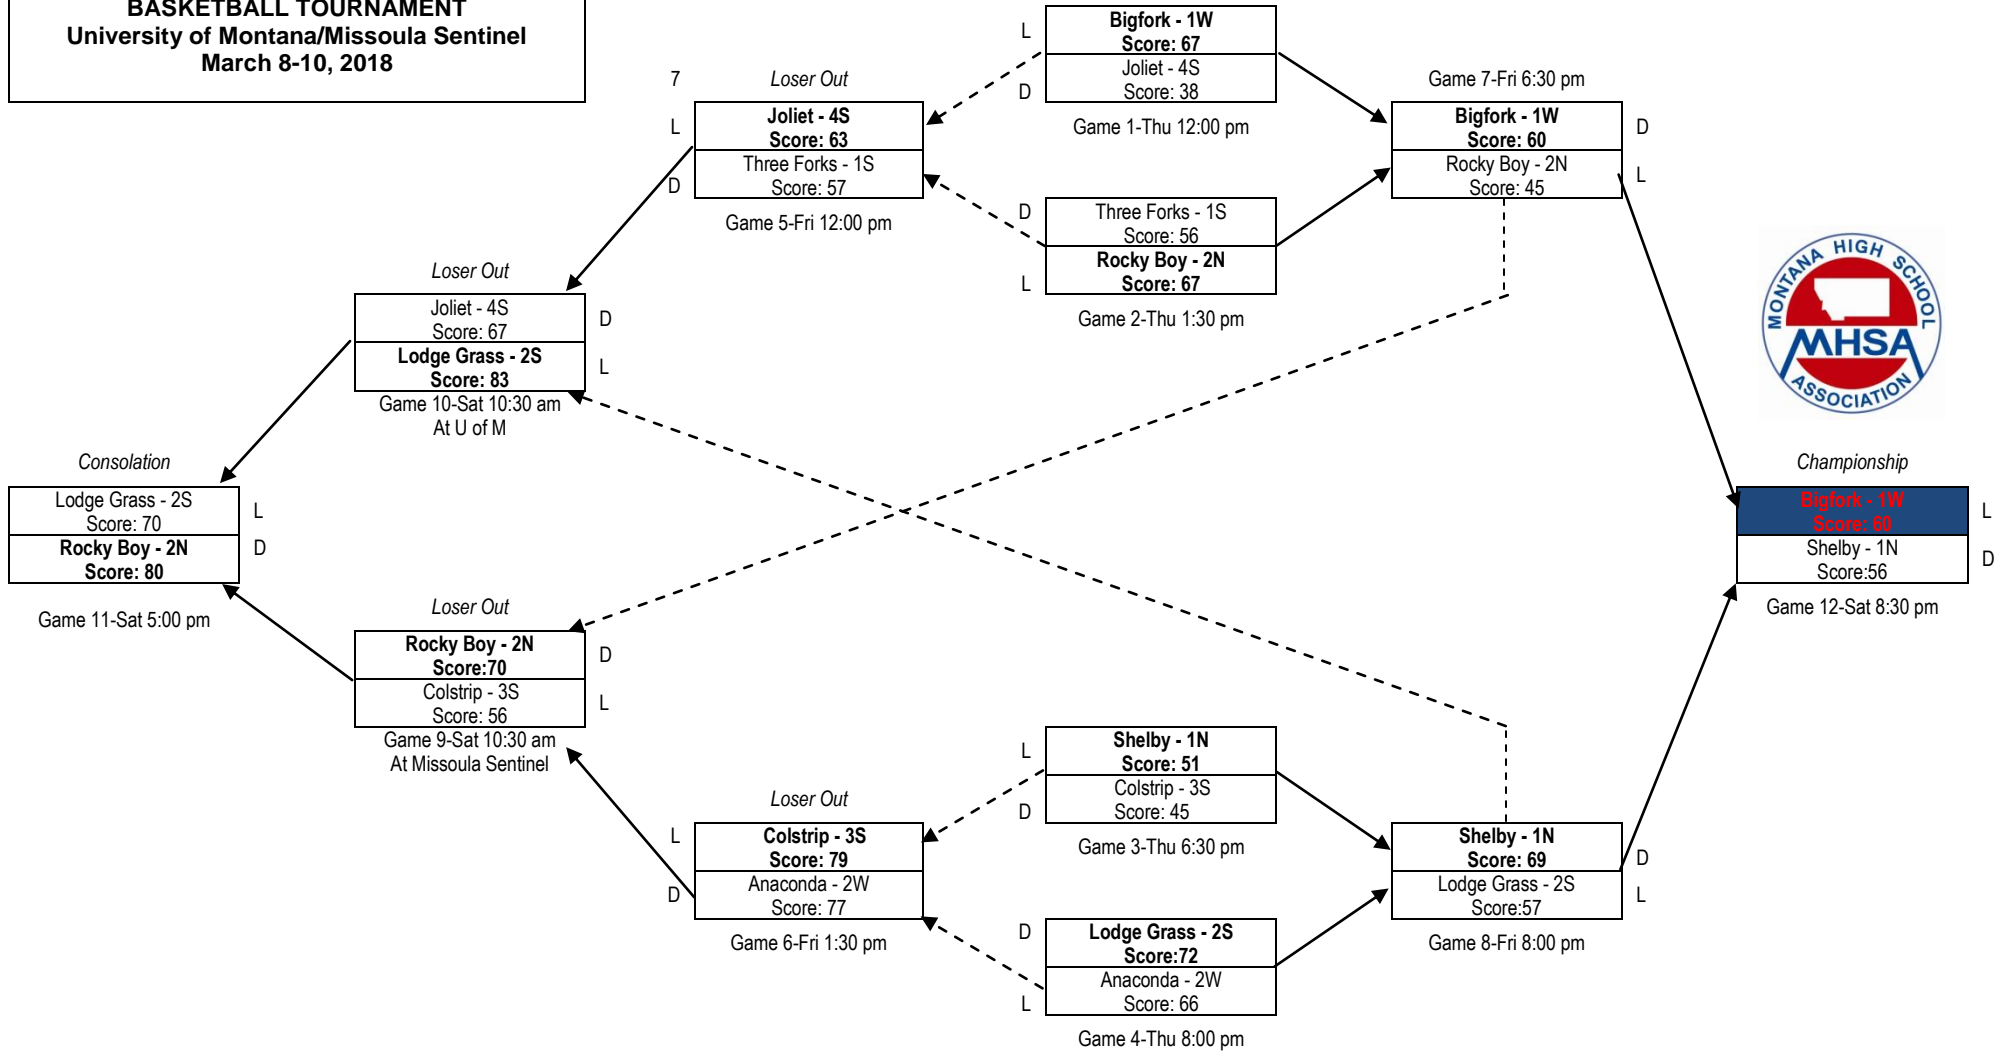 BASKETBALL TOURNAMENT
University of Montana/Missoula Sentinel
March 8-10, 2018
L
Bigfork - 1W
Score: 67
Joliet - 4S
Score: 38
D
Game 1-Thu 12:00 pm
7
Loser Out
L
Joliet - 4S
Score: 63
Three Forks - 1S
Score: 57
D
Game 5-Fri 12:00 pm
Game 7-Fri 6:30 pm
Bigfork - 1W
Score: 60
D
Rocky Boy - 2N
Score: 45
L
D
Three Forks - 1S
Score: 56
Rocky Boy - 2N
Score: 67
L
Game 2-Thu 1:30 pm
MONTANA HIGH SCHOOL
MHSA
ASSOCIATION
Loser Out
Joliet - 4S
Score: 67
D
Lodge Grass - 2S
Score: 83
L
Game 10-Sat 10:30 am
At U of M
Consolation
Lodge Grass - 2S
Score: 70
L
Rocky Boy - 2N
Score: 80
D
Game 11-Sat 5:00 pm
Championship
Bigfork - 1W
Score: 60
L
Shelby - 1N
Score:56
D
Game 12-Sat 8:30 pm
Loser Out
Rocky Boy - 2N
Score:70
D
Colstrip - 3S
Score: 56
L
Game 9-Sat 10:30 am
At Missoula Sentinel
L
Shelby - 1N
Score: 51
Colstrip - 3S
Score: 45
D
Game 3-Thu 6:30 pm
Loser Out
L
Colstrip - 3S
Score: 79
Anaconda - 2W
Score: 77
D
Game 6-Fri 1:30 pm
Shelby - 1N
Score: 69
D
Lodge Grass - 2S
Score:57
L
Game 8-Fri 8:00 pm
D
Lodge Grass - 2S
Score:72
Anaconda - 2W
Score: 66
L
Game 4-Thu 8:00 pm